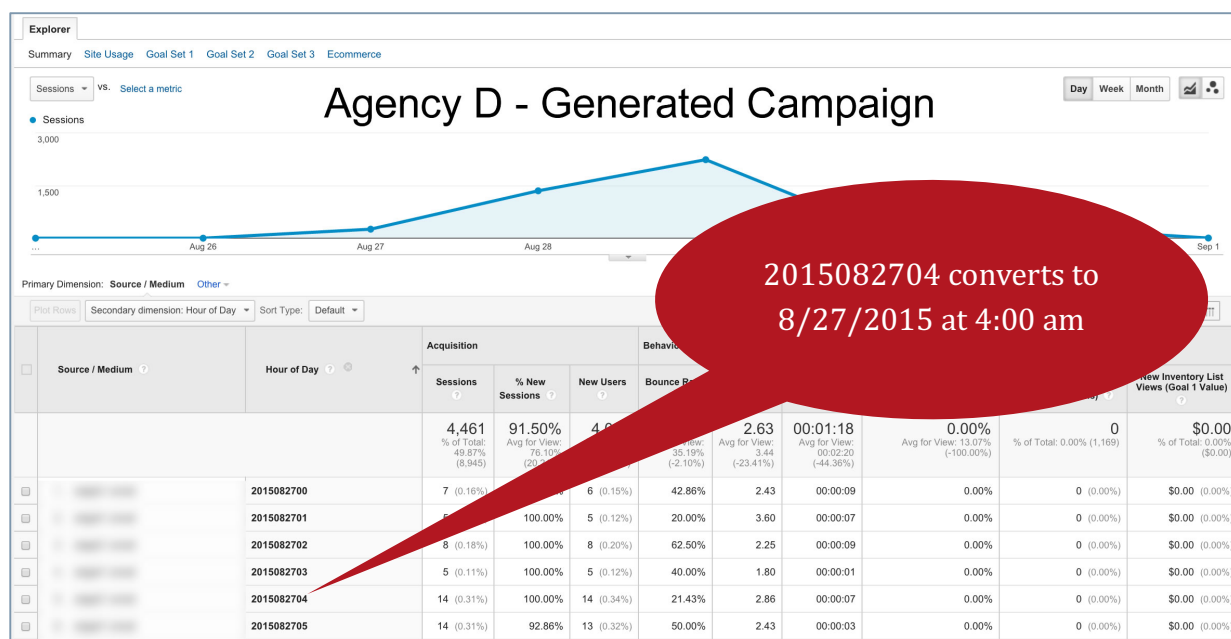 Explorer
Summary Site Usage Goal Set 1 Goal Set 2 Goal Set 3 Ecommerce
Sessions VS. Select a metric
Agency D - Generated Campaign
Day Week Month
Sessions
3,000
1,500
... Aug 26 Aug 27 Aug 28 Sep 1
2015082704 converts to
8/27/2015 at 4:00 am
Primary Dimension: Source / Medium Other
Plot Rows Secondary dimension: Hour of Day Sort Type: Default
Acquisition
Source / Medium Hour of Day Sessions % New Sessions New Users Bounce New Inventory List Views (Goal 1 Value)
4,461 91.50% 2.63 00:01:18 0.00% 0 $0.00
% of Total: 49.87% (8,945) Avg for View: 76.10% 35.19% (-2.10%) Avg for View: 3.44 (-23.41%) Avg for View: 00:02:20 (-44.36%) Avg for View: 13.07% (-100.00%) % of Total: 0.00% (1,169) % of Total: 0.00% ($0.00)
2015082700 7 (0.16%) 6 (0.15%) 42.86% 2.43 00:00:09 0.00% 0 (0.00%) $0.00 (0.00%)
2015082701 100.00% 5 (0.12%) 20.00% 3.60 00:00:07 0.00% 0 (0.00%) $0.00 (0.00%)
2015082702 8 (0.18%) 100.00% 8 (0.20%) 62.50% 2.25 00:00:09 0.00% 0 (0.00%) $0.00 (0.00%)
2015082703 5 (0.11%) 100.00% 5 (0.12%) 40.00% 1.80 00:00:01 0.00% 0 (0.00%) $0.00 (0.00%)
2015082704 14 (0.31%) 100.00% 14 (0.34%) 21.43% 2.86 00:00:07 0.00% 0 (0.00%) $0.00 (0.00%)
2015082705 14 (0.31%) 92.86% 13 (0.32%) 50.00% 2.43 00:00:03 0.00% 0 (0.00%) $0.00 (0.00%)